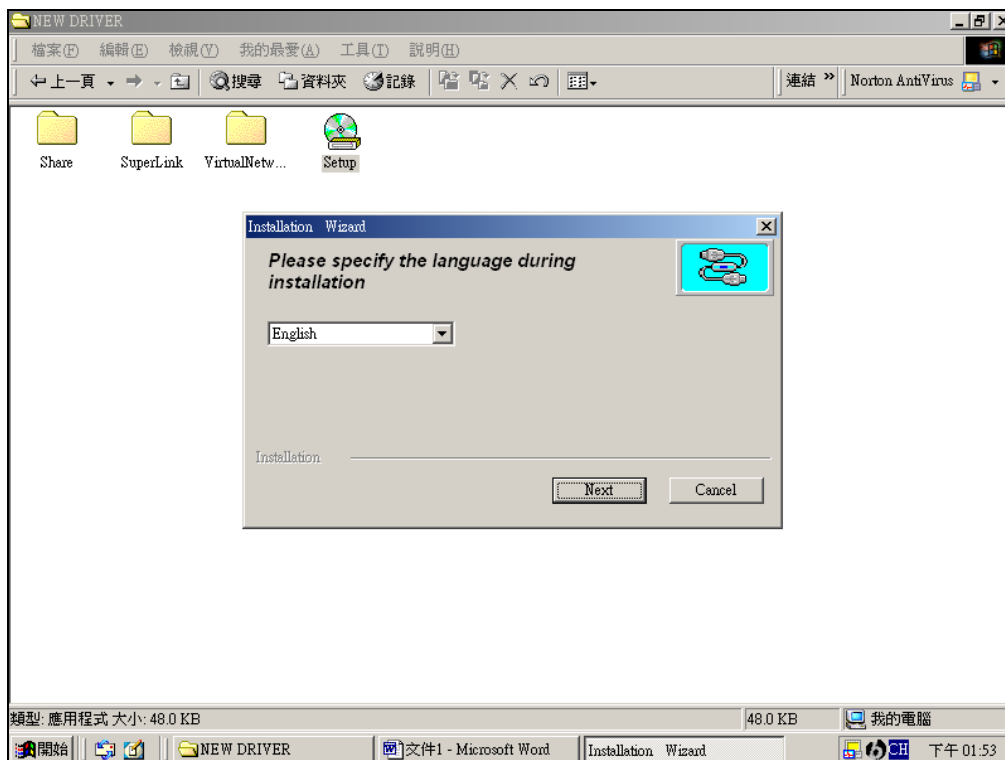 NEW DRIVER
檔案(F) 編輯(E) 檢視(V) 我的最愛(A) 工具(T) 說明(H)
上一頁 搜尋 資料夾 記錄 連結 » Norton AntiVirus
Share SuperLink VirtualNetw... Setup
Installation Wizard
Please specify the language during
installation
English
Installation
Next Cancel
類型: 應用程式 大小: 48.0 KB 48.0 KB 我的電腦
開始 NEW DRIVER 文件1 - Microsoft Word Installation Wizard CH 下午 01:53